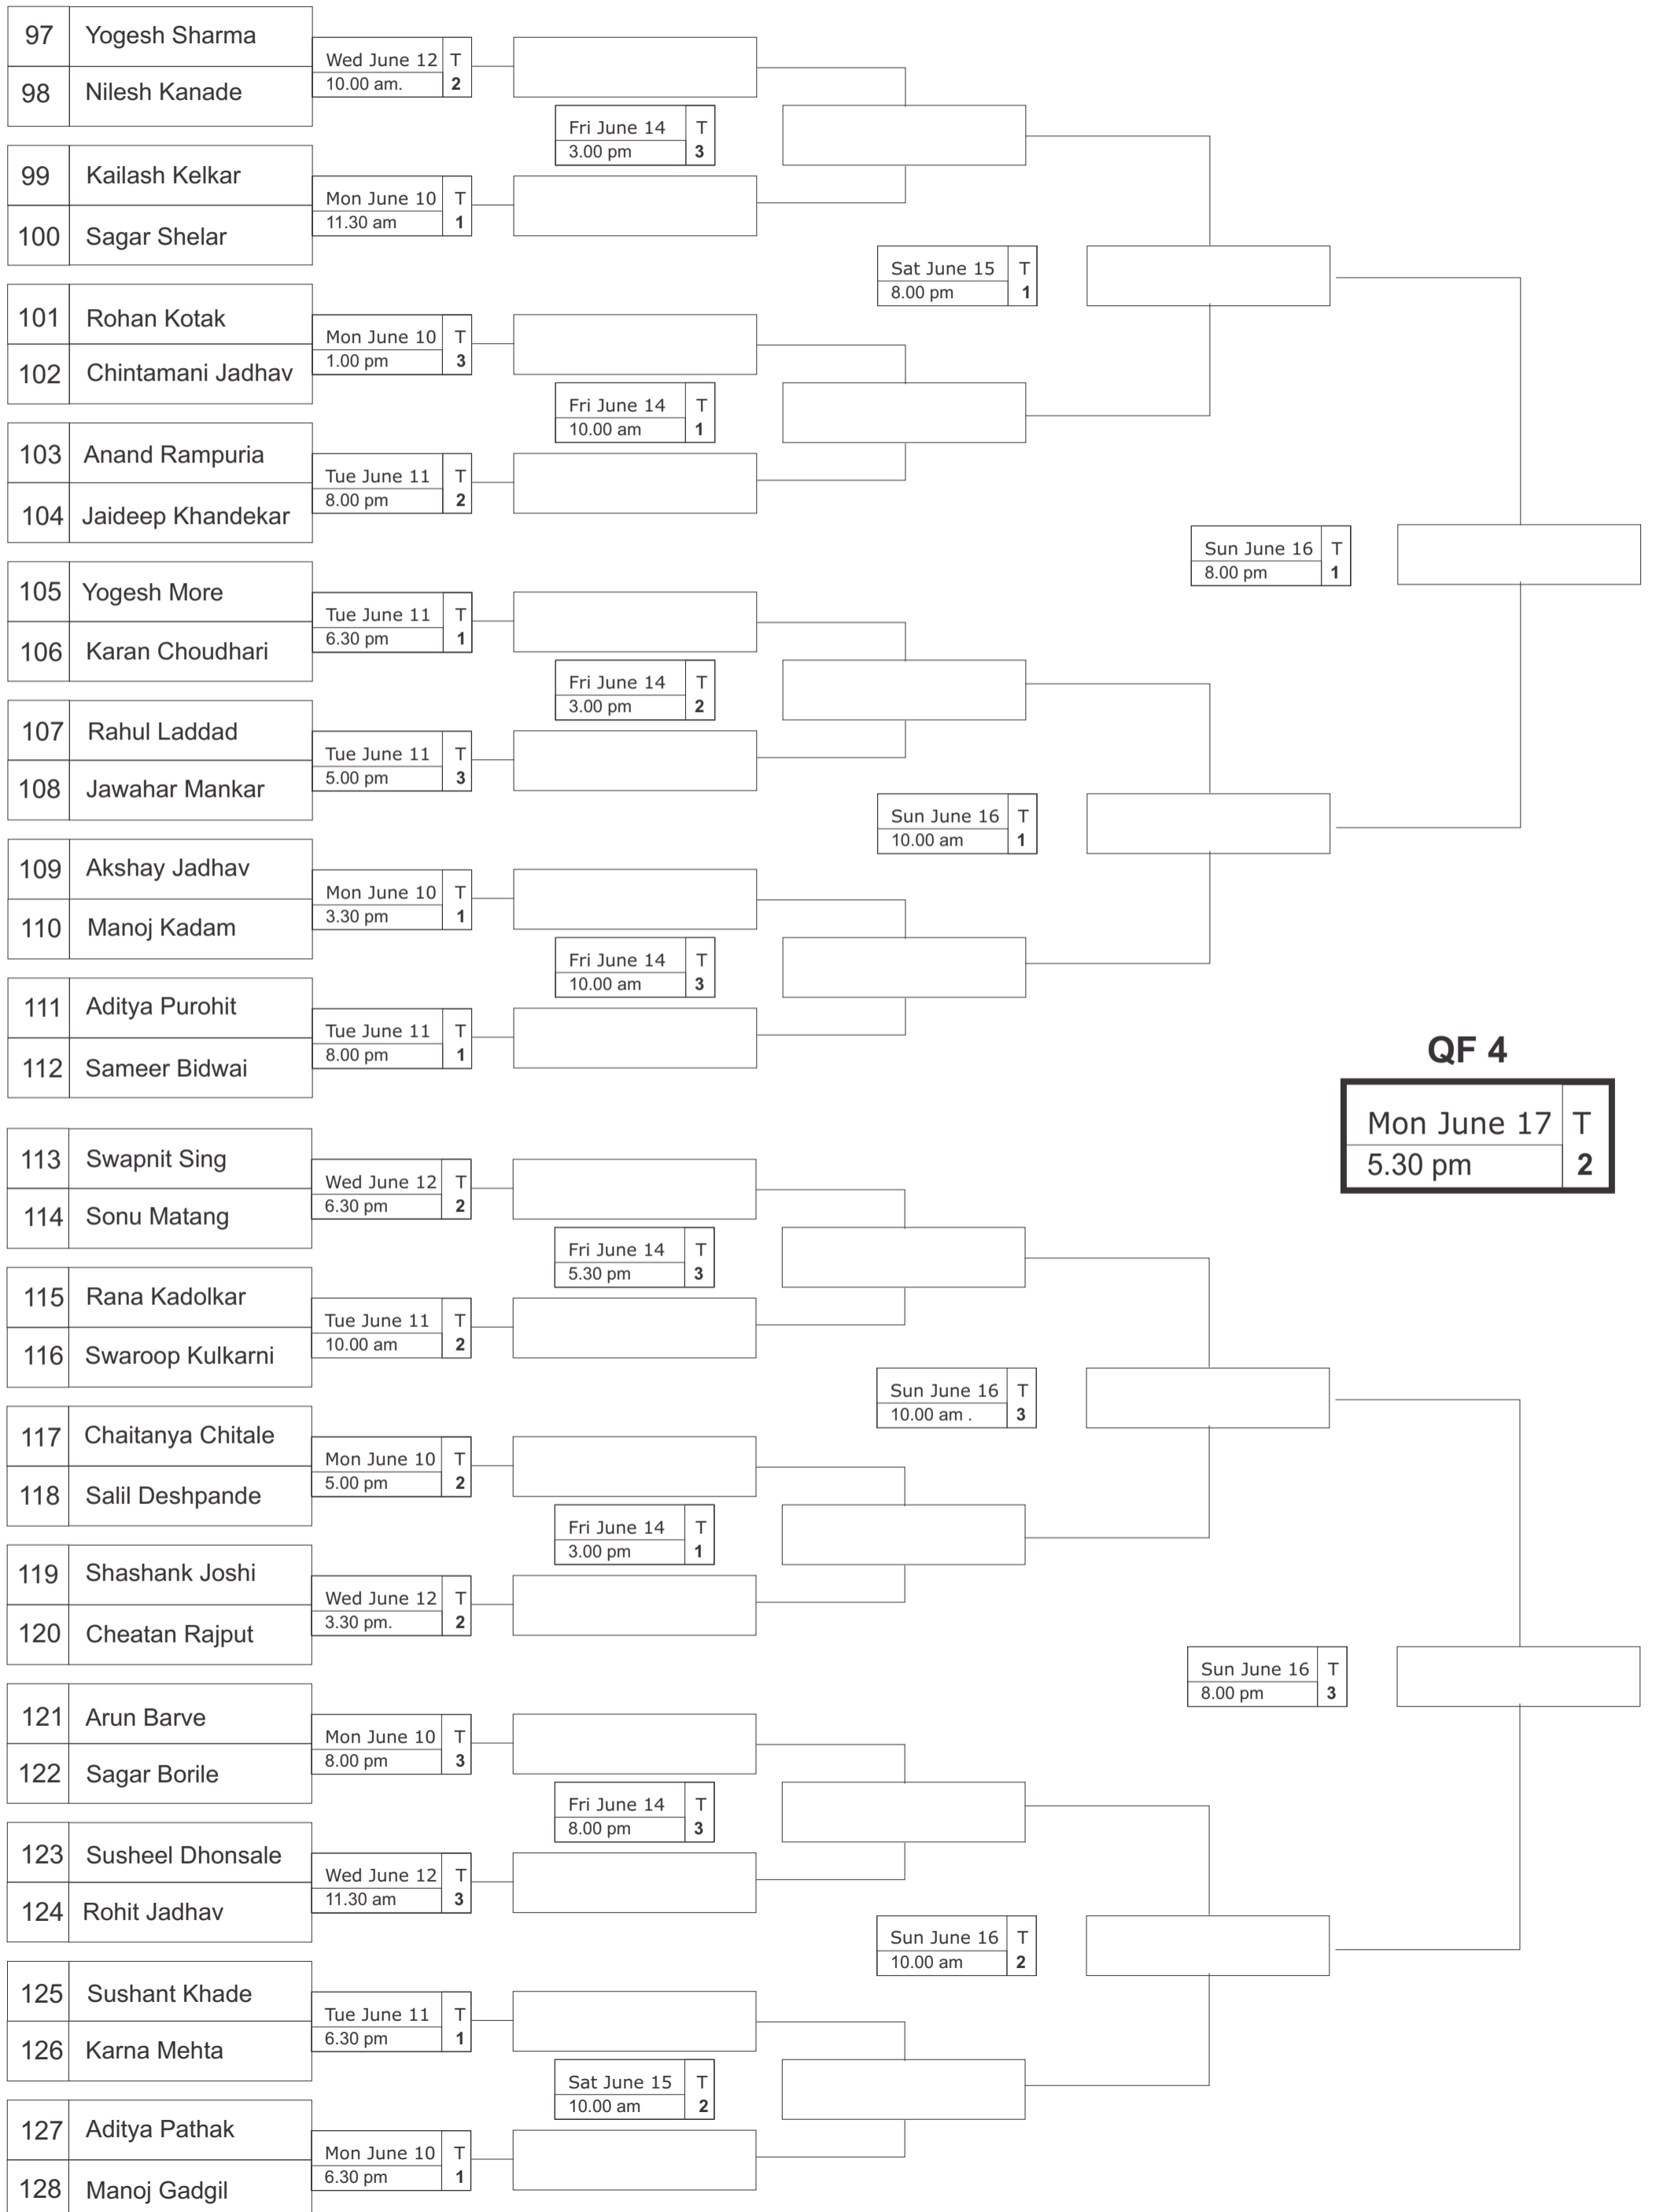 97 Yogesh Sharma
Wed June 12 T
10.00 am. 2
98 Nilesh Kanade
Fri June 14 T
3.00 pm 3
99 Kailash Kelkar
Mon June 10 T
11.30 am 1
100 Sagar Shelar
Sat June 15 T
8.00 pm 1
101 Rohan Kotak
Mon June 10 T
1.00 pm 3
102 Chintamani Jadhav
Fri June 14 T
10.00 am 1
103 Anand Rampuria
Tue June 11 T
8.00 pm 2
104 Jaideep Khandekar
Sun June 16 T
8.00 pm 1
105 Yogesh More
Tue June 11 T
6.30 pm 1
106 Karan Choudhari
Fri June 14 T
3.00 pm 2
107 Rahul Laddad
Tue June 11 T
5.00 pm 3
108 Jawahar Mankar
Sun June 16 T
10.00 am 1
109 Akshay Jadhav
Mon June 10 T
3.30 pm 1
110 Manoj Kadam
Fri June 14 T
10.00 am 3
111 Aditya Purohit
Tue June 11 T
8.00 pm 1
112 Sameer Bidwai
QF 4
Mon June 17 T
5.30 pm 2
113 Swapnit Sing
Wed June 12 T
6.30 pm 2
114 Sonu Matang
Fri June 14 T
5.30 pm 3
115 Rana Kadolkar
Tue June 11 T
10.00 am 2
116 Swaroop Kulkarni
Sun June 16 T
10.00 am . 3
117 Chaitanya Chitale
Mon June 10 T
5.00 pm 2
118 Salil Deshpande
Fri June 14 T
3.00 pm 1
119 Shashank Joshi
Wed June 12 T
3.30 pm. 2
120 Cheatan Rajput
Sun June 16 T
8.00 pm 3
121 Arun Barve
Mon June 10 T
8.00 pm 3
122 Sagar Borile
Fri June 14 T
8.00 pm 3
123 Susheel Dhonsale
Wed June 12 T
11.30 am 3
124 Rohit Jadhav
Sun June 16 T
10.00 am 2
125 Sushant Khade
Tue June 11 T
6.30 pm 1
126 Karna Mehta
Sat June 15 T
10.00 am 2
127 Aditya Pathak
Mon June 10 T
6.30 pm 1
128 Manoj Gadgil